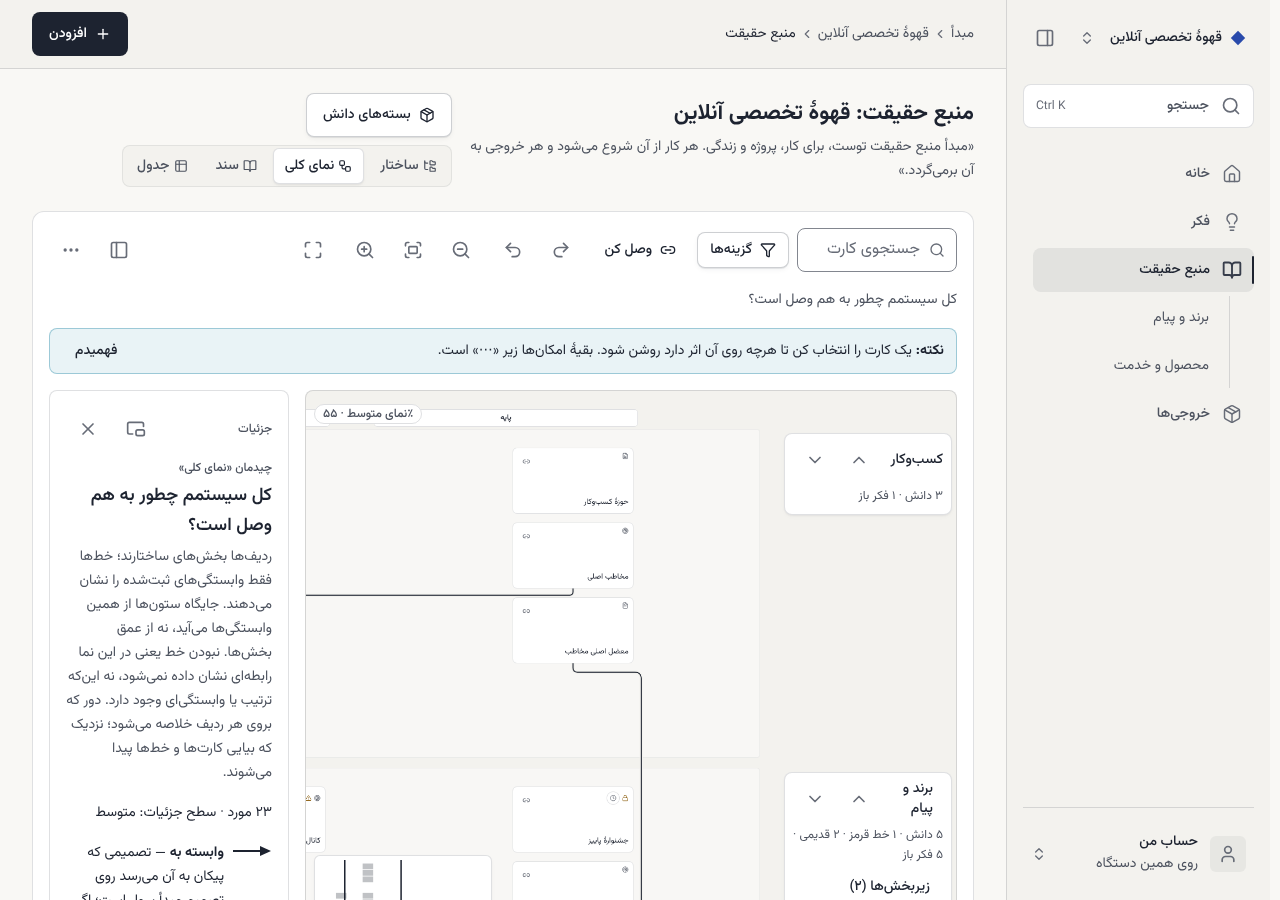 قهوهٔ تخصصی آنلاین
جستجو
Ctrl K
خانه
فکر
منبع حقیقت
برند و پیام
محصول و خدمت
خروجی‌ها
حساب من
روی همین دستگاه
مبدأ › قهوهٔ تخصصی آنلاین › منبع حقیقت
افزودن
منبع حقیقت: قهوهٔ تخصصی آنلاین
«مبدأ منبع حقیقت توست، برای کار، پروژه و زندگی. هر کار از آن شروع می‌شود و هر خروجی به
آن برمی‌گردد.»
بسته‌های دانش
ساختار
نمای کلی
سند
جدول
جستجوی کارت
گزینه‌ها
وصل کن
کل سیستمم چطور به هم وصل است؟
نکته: یک کارت را انتخاب کن تا هرچه روی آن اثر دارد روشن شود. بقیهٔ امکان‌ها زیر «⋯» است.
فهمیدم
کسب‌وکار
۳ دانش · ۱ فکر باز
برند و
پیام
۵ دانش · ۱ خط قرمز · ۲ قدیمی ·
۵ فکر باز
زیربخش‌ها (۲)
پایه
٪نمای متوسط · ۵۵
حوزهٔ کسب‌وکار
مخاطب اصلی
معضل اصلی مخاطب
جشنوارهٔ پاییز
کانال
جزئیات
چیدمان «نمای کلی»
کل سیستمم چطور به هم
وصل است؟
ردیف‌ها بخش‌های ساختارند؛ خط‌ها
فقط وابستگی‌های ثبت‌شده را نشان
می‌دهند. جایگاه ستون‌ها از همین
وابستگی‌ها می‌آید، نه از عمق
بخش‌ها. نبودن خط یعنی در این نما
رابطه‌ای نشان داده نمی‌شود، نه این‌که
ترتیب یا وابستگی‌ای وجود دارد. دور که
بروی هر ردیف خلاصه می‌شود؛ نزدیک
که بیایی کارت‌ها و خط‌ها پیدا
می‌شوند.
۲۳ مورد · سطح جزئیات: متوسط
وابسته به — تصمیمی که
پیکان به آن می‌رسد روی